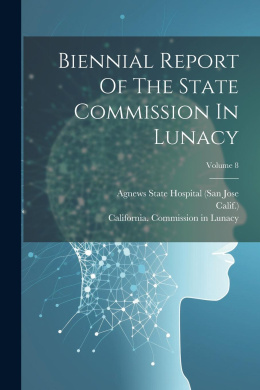 Biennial Report
Of The State
Commission In
Lunacy
Volume 8
Agnews State Hospital (San Jose
Calif.)
California. Commission in Lunacy